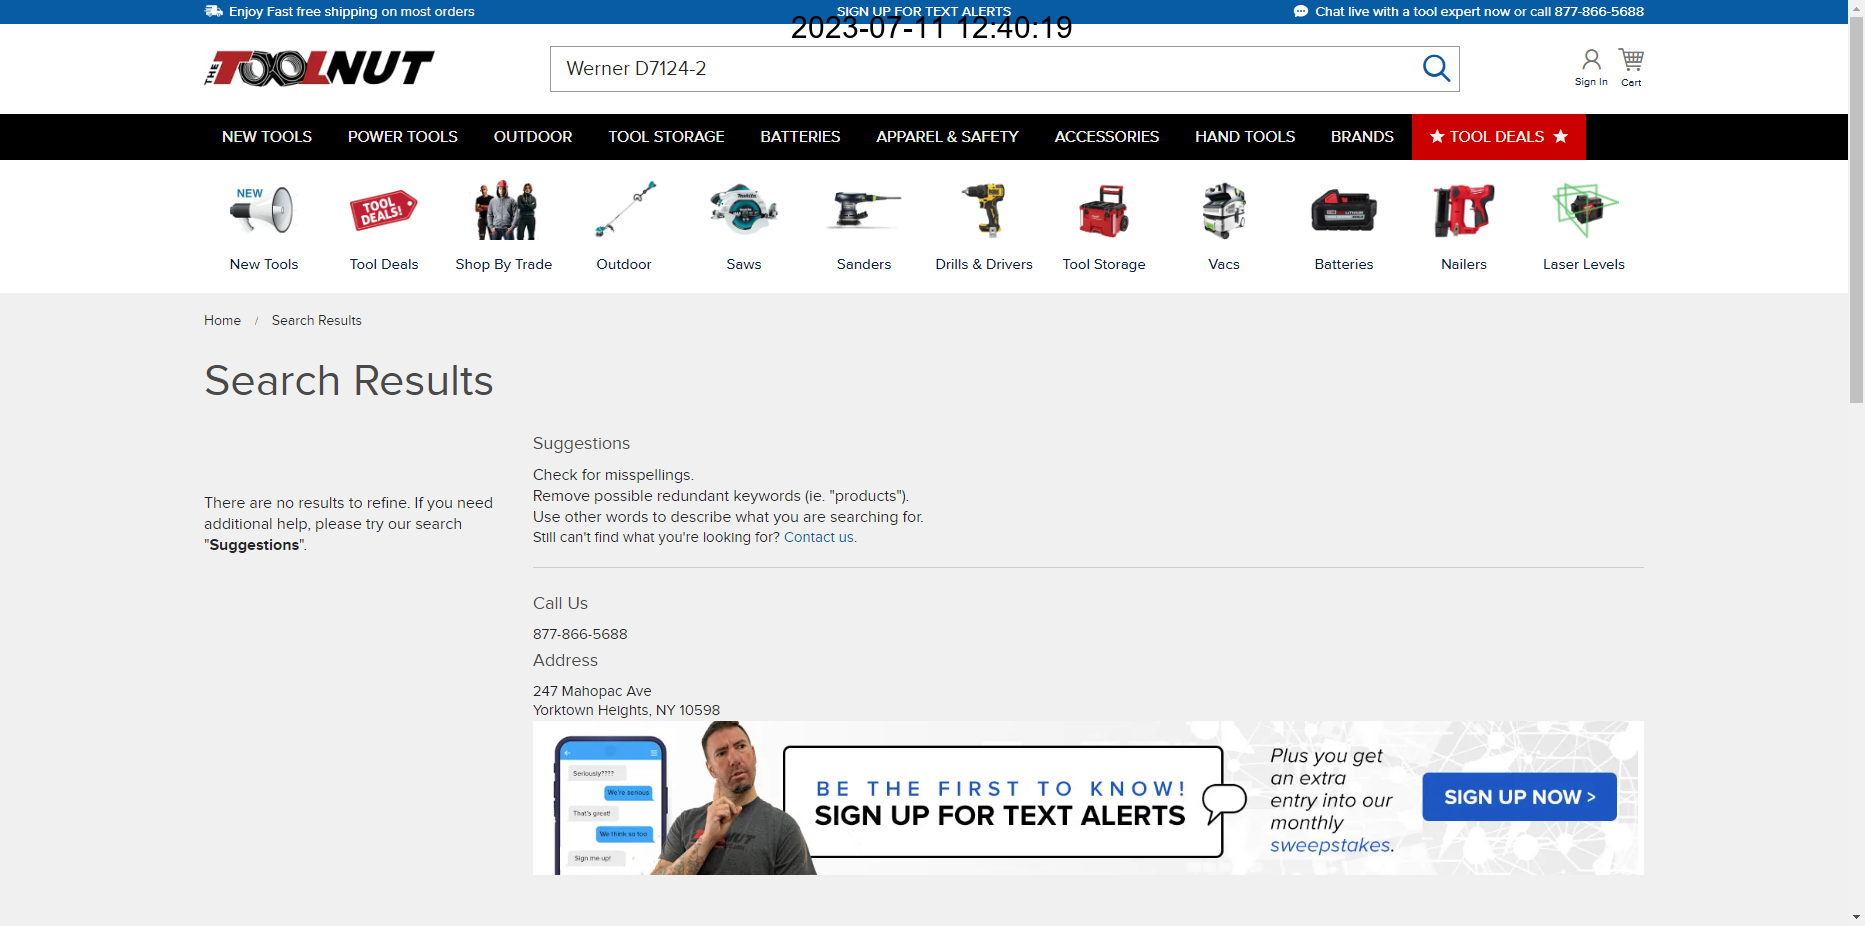 Enjoy Fast free shipping on most orders
SIGN UP FOR TEXT ALERTS
Chat live with a tool expert now or call 877-866-5688
2023-07-11 12:40:19
THE TOOLNUT
Werner D7124-2
Sign In
Cart
NEW TOOLS
POWER TOOLS
OUTDOOR
TOOL STORAGE
BATTERIES
APPAREL & SAFETY
ACCESSORIES
HAND TOOLS
BRANDS
★ TOOL DEALS ★
NEW
TOOL DEALS!
New Tools
Tool Deals
Shop By Trade
Outdoor
Saws
Sanders
Drills & Drivers
Tool Storage
Vacs
Batteries
Nailers
Laser Levels
Home / Search Results
Search Results
There are no results to refine. If you need
additional help, please try our search
"Suggestions".
Suggestions
Check for misspellings.
Remove possible redundant keywords (ie. "products").
Use other words to describe what you are searching for.
Still can't find what you're looking for? Contact us.
Call Us
877-866-5688
Address
247 Mahopac Ave
Yorktown Heights, NY 10598
Seriously????
We're serious
That's great!
We think so too
Sign me up!
BE THE FIRST TO KNOW!
SIGN UP FOR TEXT ALERTS
Plus you get
an extra
entry into our
monthly
sweepstakes.
SIGN UP NOW >